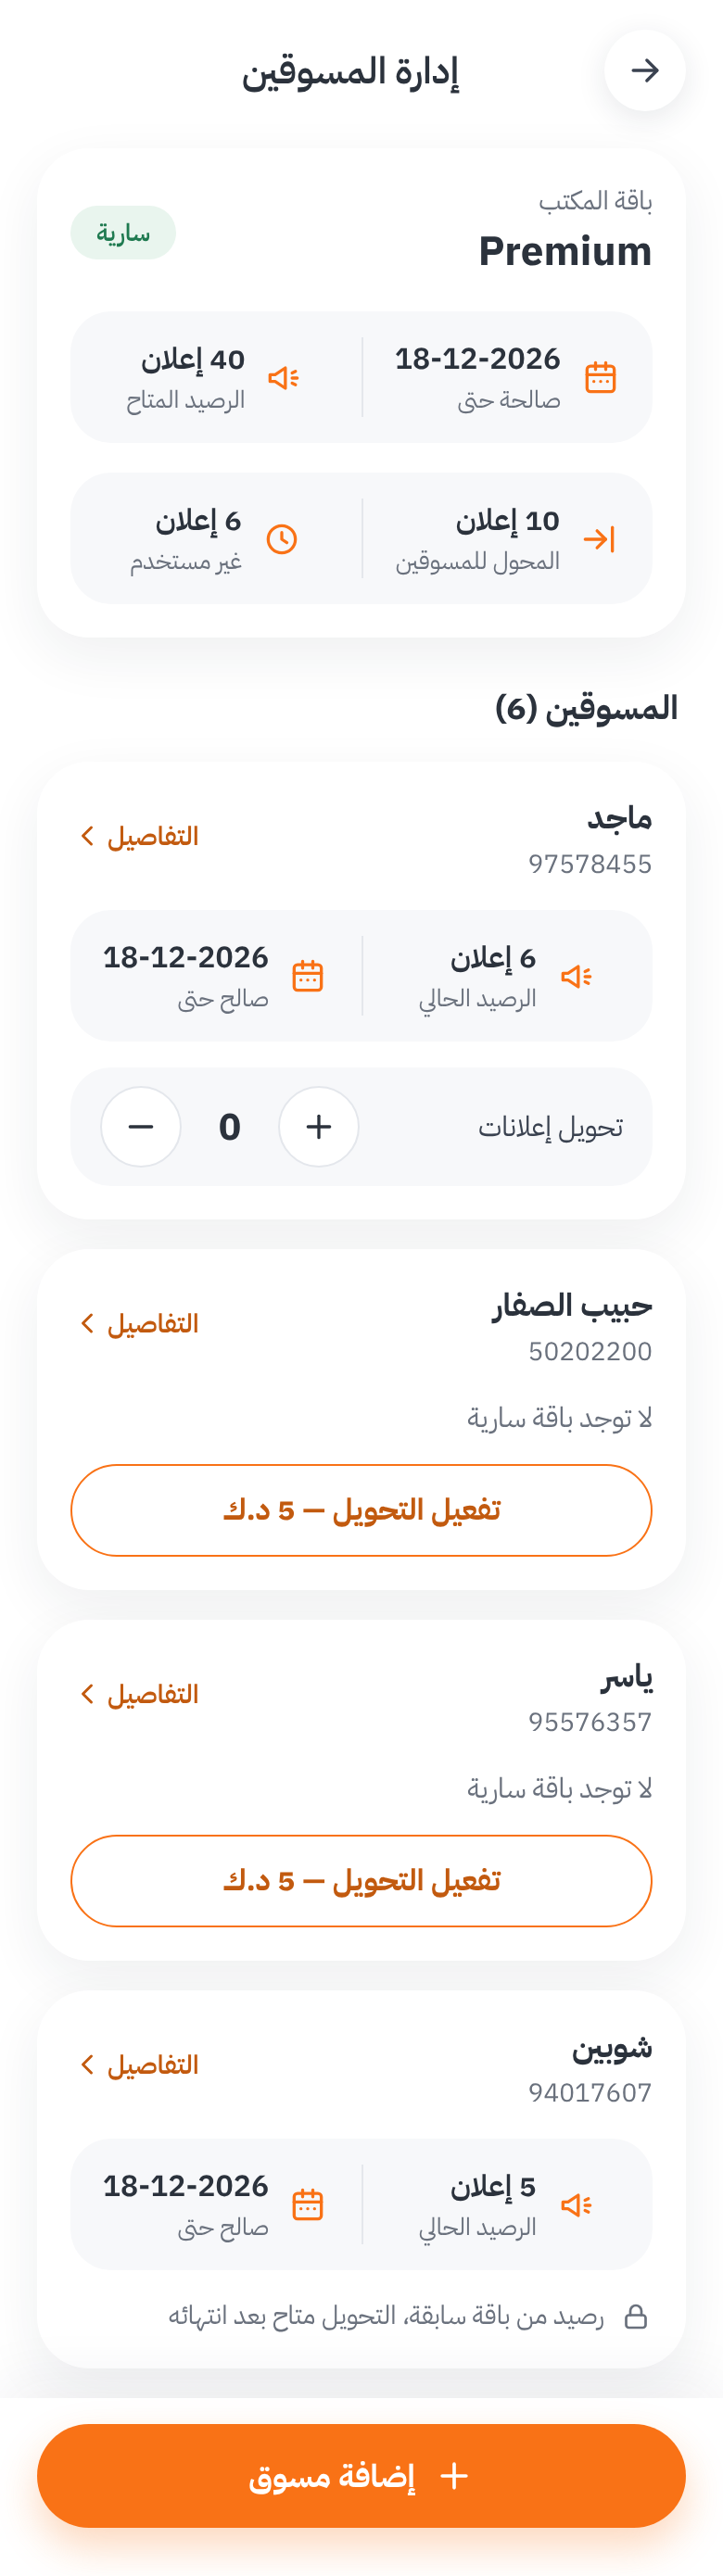 إدارة المسوقين
باقة المكتب
Premium
سارية
18-12-2026
صالحة حتى
40 إعلان
الرصيد المتاح
10 إعلان
المحول للمسوقين
6 إعلان
غير مستخدم
المسوقين (6)
ماجد
97578455
التفاصيل
6 إعلان
الرصيد الحالي
18-12-2026
صالح حتى
تحويل إعلانات
+ 0 −
حبيب الصفار
50202200
التفاصيل
لا توجد باقة سارية
تفعيل التحويل — 5 د.ك
ياسر
95576357
التفاصيل
لا توجد باقة سارية
تفعيل التحويل — 5 د.ك
شوبين
94017607
التفاصيل
5 إعلان
الرصيد الحالي
18-12-2026
صالح حتى
رصيد من باقة سابقة، التحويل متاح بعد انتهائه
+ إضافة مسوق